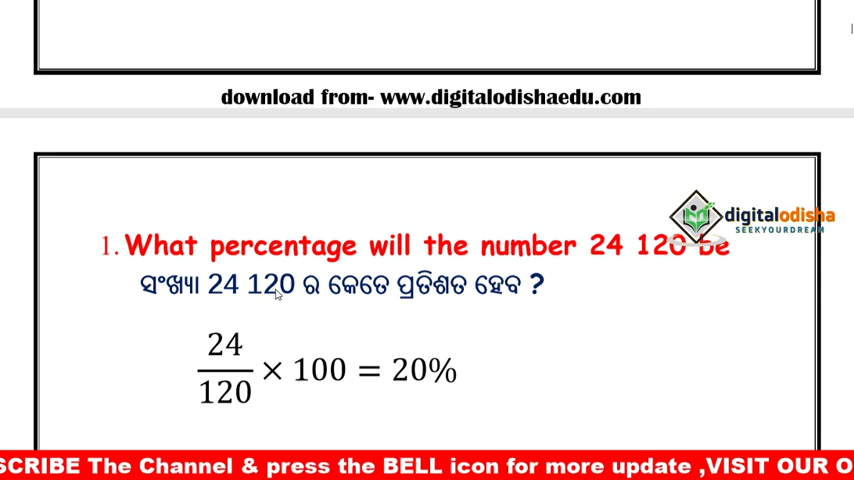 download from- www.digitalodishaedu.com
digitalodisha
SEEKYOURDREAM
1. What percentage will the number 24 120 be
ସଂଖ୍ୟା 24 120 ର କେତେ ପ୍ରତିଶତ ହେବ ?
24
120
× 100 = 20%
SCRIBE The Channel & press the BELL icon for more update ,VISIT OUR O